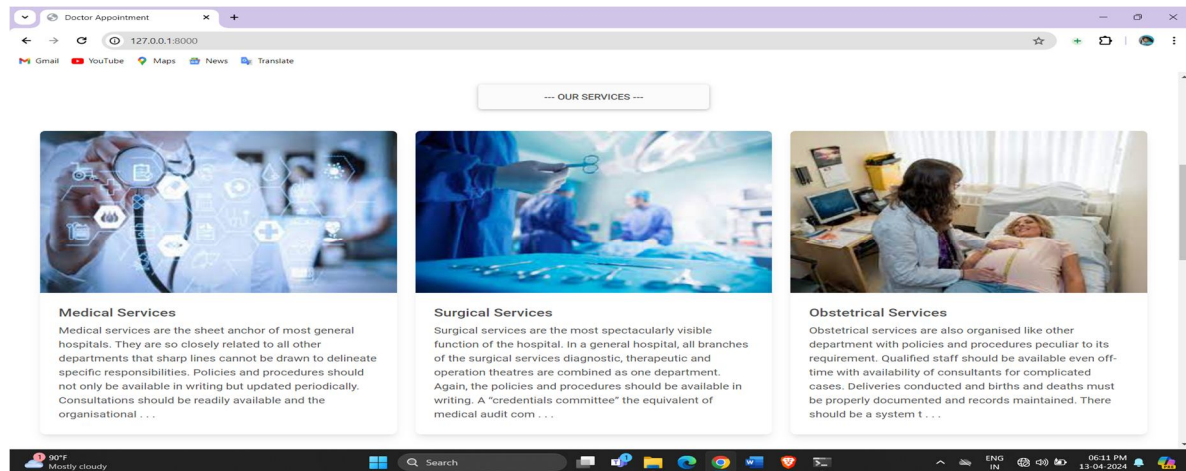 Doctor Appointment
127.0.0.1:8000
Gmail YouTube Maps News Translate
--- OUR SERVICES ---
Medical Services
Medical services are the sheet anchor of most general
hospitals. They are so closely related to all other
departments that sharp lines cannot be drawn to delineate
specific responsibilities. Policies and procedures should
not only be available in writing but updated periodically.
Consultations should be readily available and the
organisational . . .
Surgical Services
Surgical services are the most spectacularly visible
function of the hospital. In a general hospital, all branches
of the surgical services diagnostic, therapeutic and
operation theatres are combined as one department.
Again, the policies and procedures should be available in
writing. A “credentials committee” the equivalent of
medical audit com . . .
Obstetrical Services
Obstetrical services are also organised like other
department with policies and procedures peculiar to its
requirement. Qualified staff should be available even off-
time with availability of consultants for complicated
cases. Deliveries conducted and births and deaths must
be properly documented and records maintained. There
should be a system t . . .
1
90°F
Mostly cloudy
Search
1
ENG
IN
06:11 PM
13-04-2024